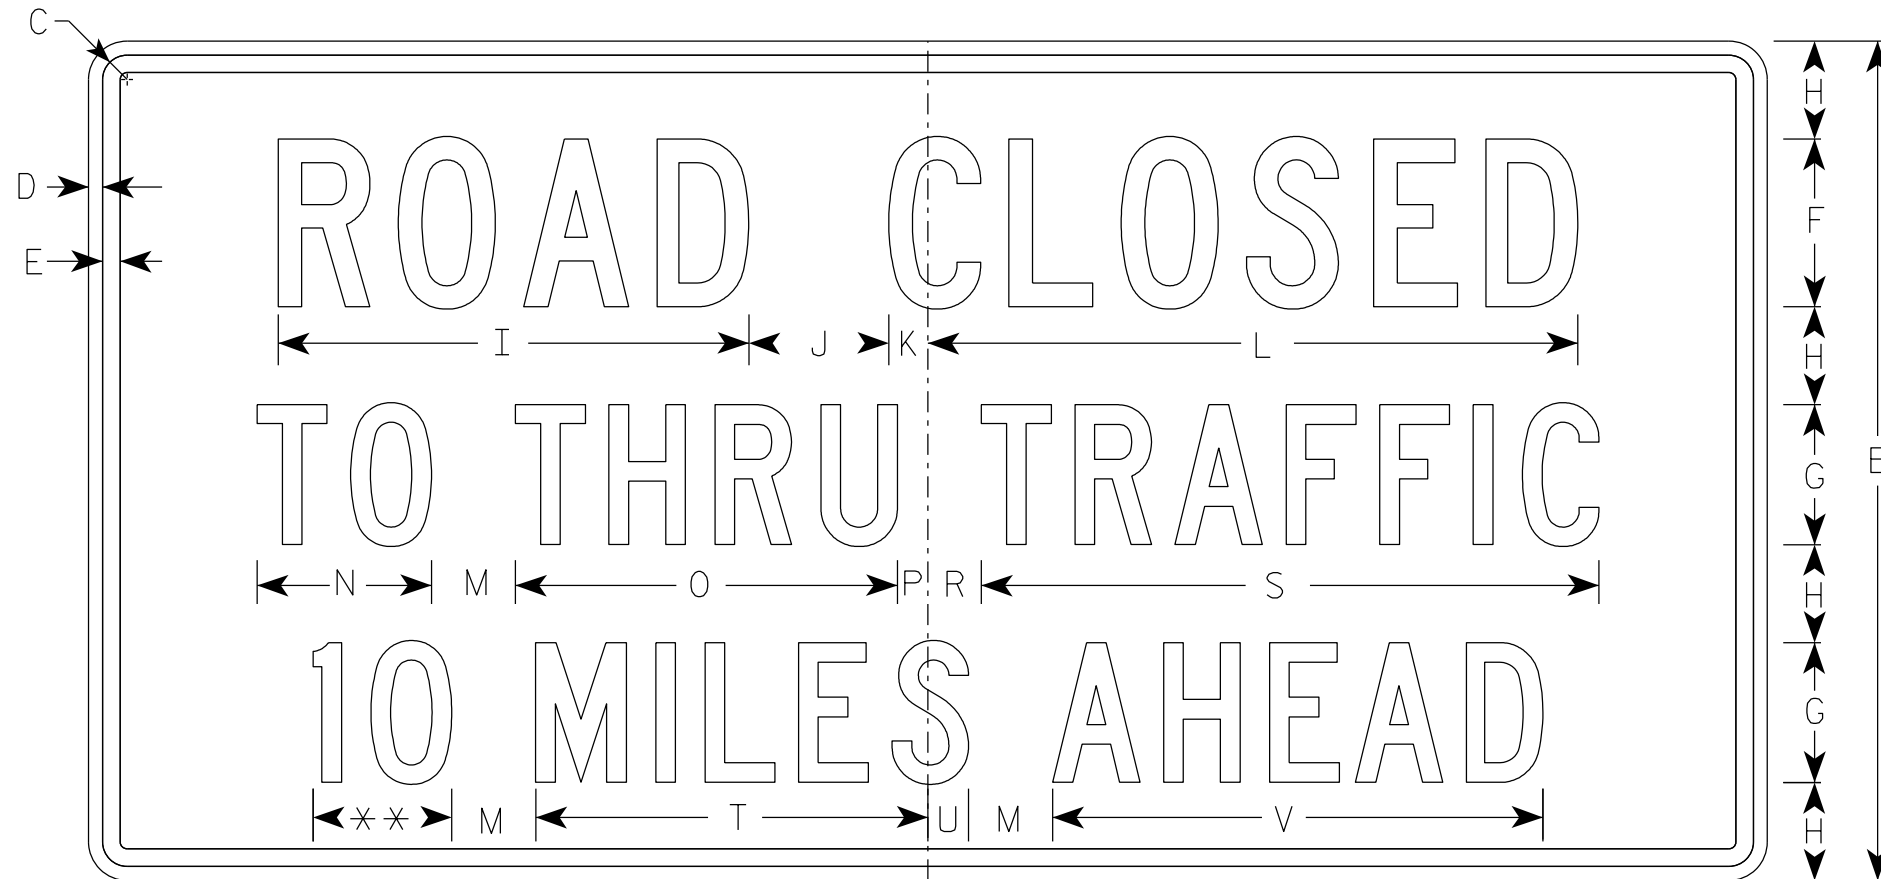 C
H
ROAD CLOSED
D
F
E
I J K L
H
TO THRU TRAFFIC
G
N M O P R S
H
10 MILES AHEAD
G
** M T U M V
H